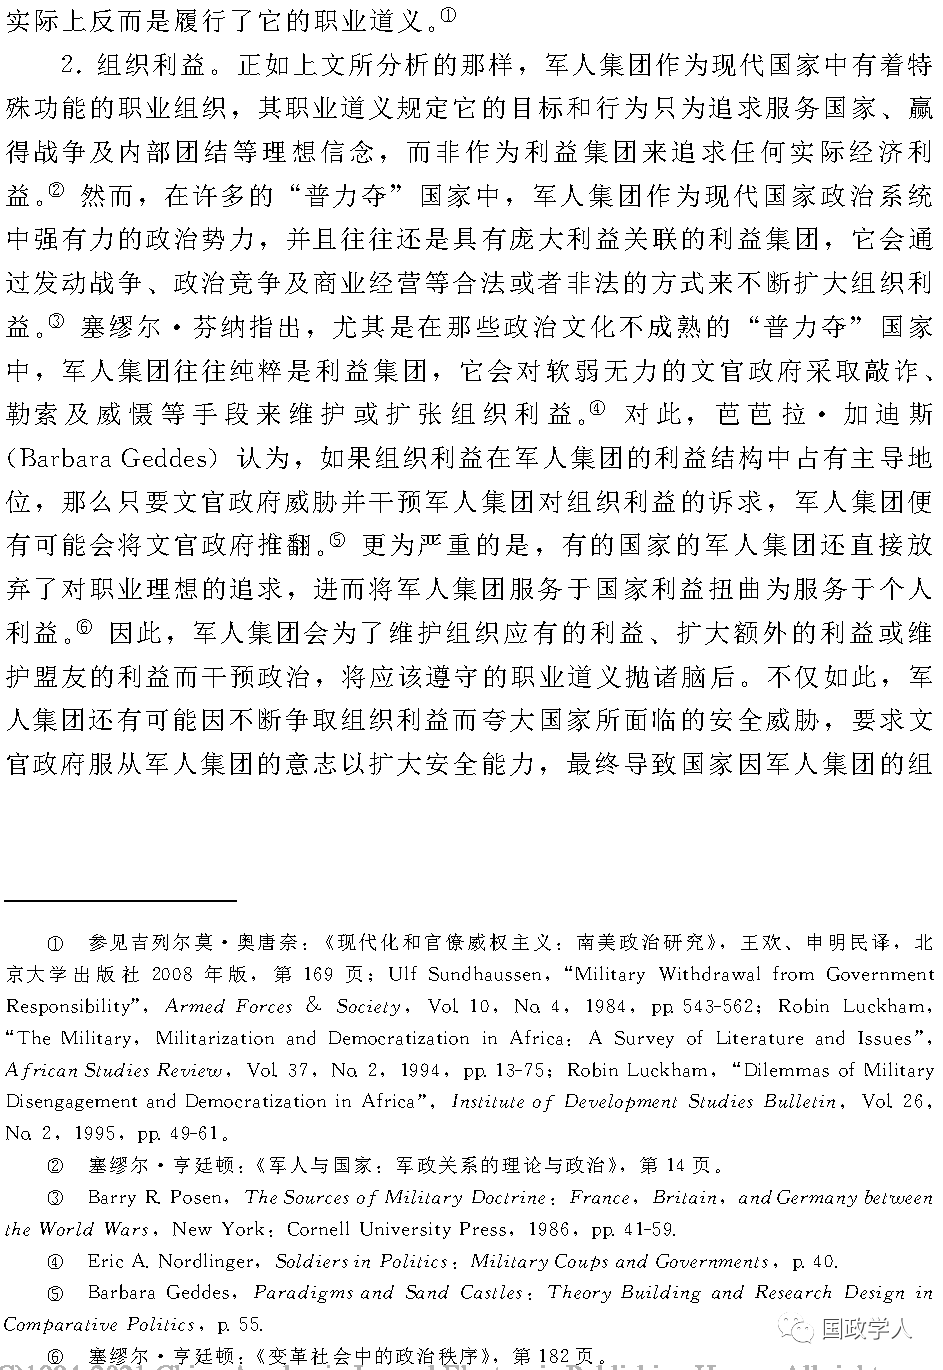 实际上反而是履行了它的职业道义。①
2. 组织利益。正如上文所分析的那样，军人集团作为现代国家中有着特
殊功能的职业组织，其职业道义规定它的目标和行为只为追求服务国家、赢
得战争及内部团结等理想信念，而非作为利益集团来追求任何实际经济利
益。② 然而，在许多的“普力夺”国家中，军人集团作为现代国家政治系统
中强有力的政治势力，并且往往还是具有庞大利益关联的利益集团，它会通
过发动战争、政治竞争及商业经营等合法或者非法的方式来不断扩大组织利
益。③ 塞缪尔·芬纳指出，尤其是在那些政治文化不成熟的“普力夺”国家
中，军人集团往往纯粹是利益集团，它会对软弱无力的文官政府采取敲诈、
勒索及威慑等手段来维护或扩张组织利益。④ 对此，芭芭拉·加迪斯
（Barbara Geddes）认为，如果组织利益在军人集团的利益结构中占有主导地
位，那么只要文官政府威胁并干预军人集团对组织利益的诉求，军人集团便
有可能会将文官政府推翻。⑤ 更为严重的是，有的国家的军人集团还直接放
弃了对职业理想的追求，进而将军人集团服务于国家利益扭曲为服务于个人
利益。⑥ 因此，军人集团会为了维护组织应有的利益、扩大额外的利益或维
护盟友的利益而干预政治，将应该遵守的职业道义抛诸脑后。不仅如此，军
人集团还有可能因不断争取组织利益而夸大国家所面临的安全威胁，要求文
官政府服从军人集团的意志以扩大安全能力，最终导致国家因军人集团的组
① 参见吉列尔莫·奥唐奈：《现代化和官僚威权主义：南美政治研究》，王欢、申明民译，北
京大学出版社 2008 年版，第 169 页；Ulf Sundhaussen，“Military Withdrawal from Government
Responsibility”，Armed Forces & Society，Vol. 10，No. 4，1984，pp. 543-562；Robin Luckham，
“The Military，Militarization and Democratization in Africa：A Survey of Literature and Issues”，
African Studies Review，Vol. 37，No. 2，1994，pp. 13-75；Robin Luckham，“Dilemmas of Military
Disengagement and Democratization in Africa”，Institute of Development Studies Bulletin，Vol. 26，
No. 2，1995，pp. 49-61。
② 塞缪尔·亨廷顿：《军人与国家：军政关系的理论与政治》，第 14 页。
③ Barry R. Posen，The Sources of Military Doctrine：France，Britain，and Germany between
the World Wars，New York：Cornell University Press，1986，pp. 41-59.
④ Eric A. Nordlinger，Soldiers in Politics：Military Coups and Governments，p. 40.
⑤ Barbara Geddes，Paradigms and Sand Castles：Theory Building and Research Design in
Comparative Politics，p. 55.
国政学人
⑥ 塞缪尔·亨廷顿：《变革社会中的政治秩序》，第 182 页。